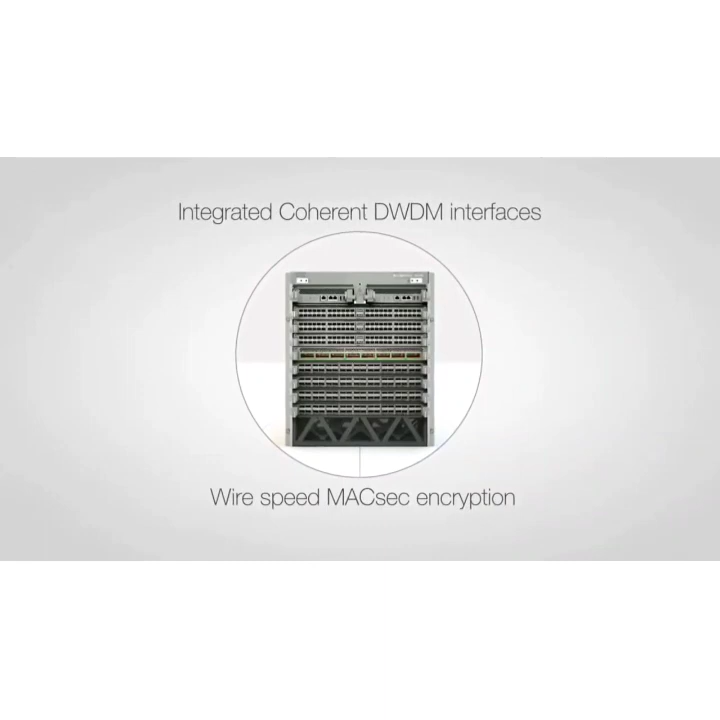 Integrated Coherent DWDM interfaces
Wire speed MACsec encryption